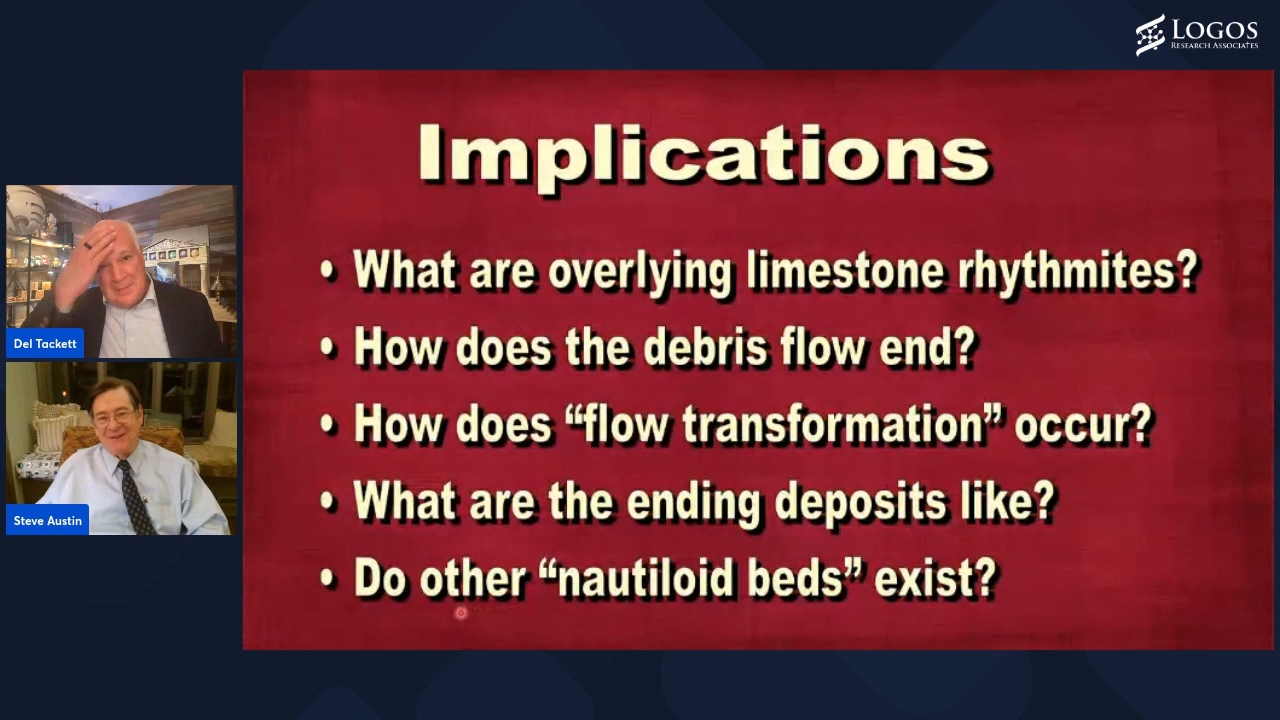 LOGOS
RESEARCH ASSOCIATES
Implications
• What are overlying limestone rhythmites?
• How does the debris flow end?
• How does “flow transformation” occur?
• What are the ending deposits like?
• Do other “nautiloid beds” exist?
Del Tackett
Steve Austin